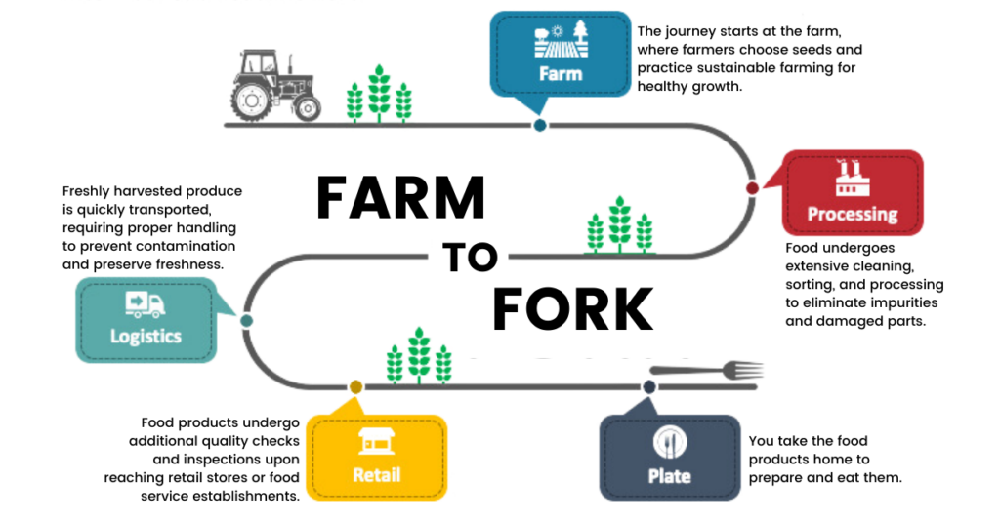 Farm
The journey starts at the farm,
where farmers choose seeds and
practice sustainable farming for
healthy growth.
FARM
TO
FORK
Processing
Food undergoes
extensive cleaning,
sorting, and processing
to eliminate impurities
and damaged parts.
Freshly harvested produce
is quickly transported,
requiring proper handling
to prevent contamination
and preserve freshness.
Logistics
Food products undergo
additional quality checks
and inspections upon
reaching retail stores or food
service establishments.
Retail
Plate
You take the food
products home to
prepare and eat them.